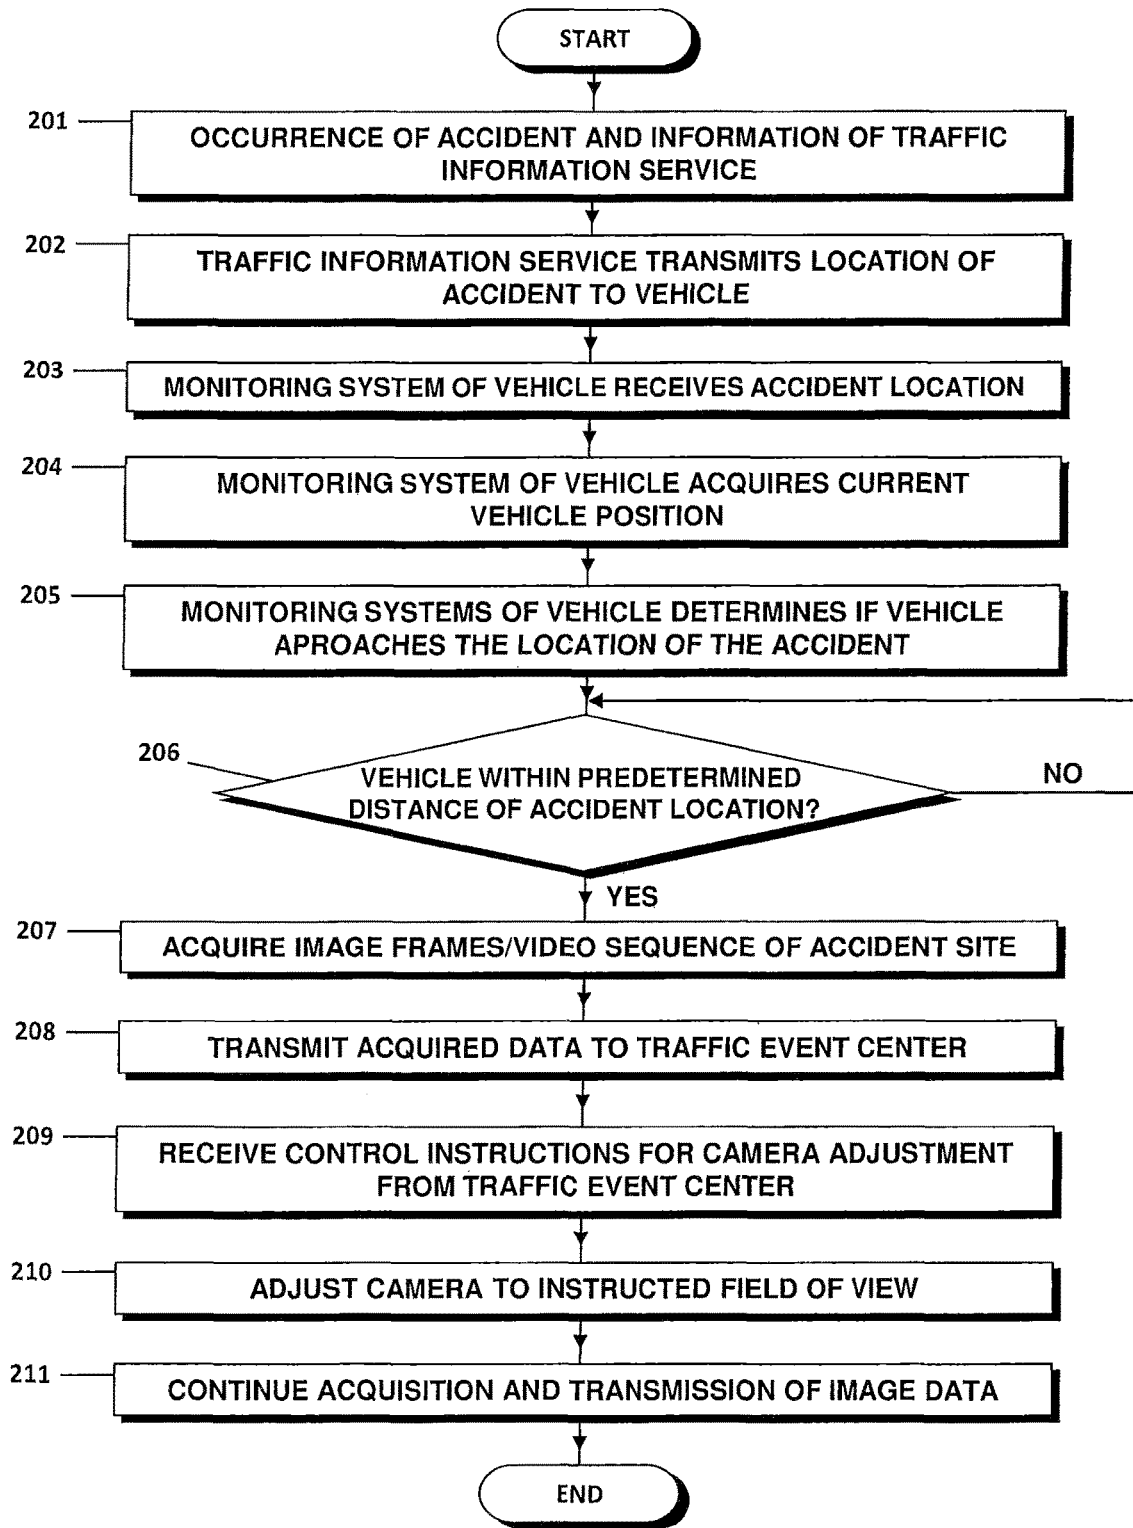 START
201
OCCURRENCE OF ACCIDENT AND INFORMATION OF TRAFFIC
INFORMATION SERVICE
202
TRAFFIC INFORMATION SERVICE TRANSMITS LOCATION OF
ACCIDENT TO VEHICLE
203
MONITORING SYSTEM OF VEHICLE RECEIVES ACCIDENT LOCATION
204
MONITORING SYSTEM OF VEHICLE ACQUIRES CURRENT
VEHICLE POSITION
205
MONITORING SYSTEMS OF VEHICLE DETERMINES IF VEHICLE
APROACHES THE LOCATION OF THE ACCIDENT
206
VEHICLE WITHIN PREDETERMINED
DISTANCE OF ACCIDENT LOCATION?
NO
YES
207
ACQUIRE IMAGE FRAMES/VIDEO SEQUENCE OF ACCIDENT SITE
208
TRANSMIT ACQUIRED DATA TO TRAFFIC EVENT CENTER
209
RECEIVE CONTROL INSTRUCTIONS FOR CAMERA ADJUSTMENT
FROM TRAFFIC EVENT CENTER
210
ADJUST CAMERA TO INSTRUCTED FIELD OF VIEW
211
CONTINUE ACQUISITION AND TRANSMISSION OF IMAGE DATA
END